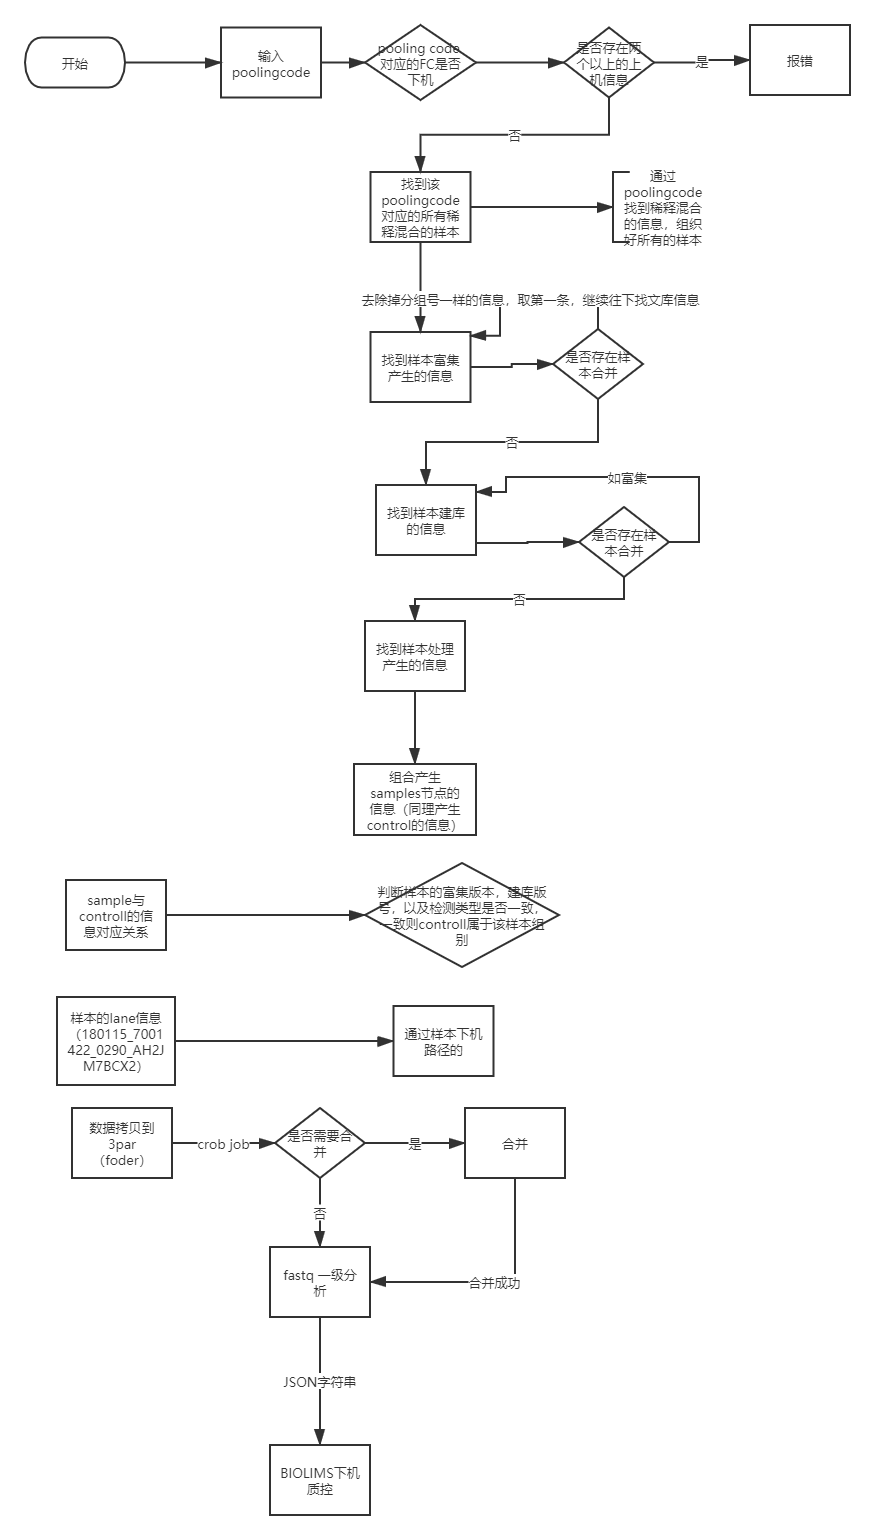 开始
输入
poolingcode
pooling code
对应的FC是否
下机
是否存在两
个以上的上
机信息
是
报错
否
找到该
poolingcode
对应的所有稀
释混合的样本
通过
poolingcode
找到稀释混合
的信息，组织
好所有的样本
去除掉分组号一样的信息，取第一条，继续往下找文库信息
找到样本富集
产生的信息
是否存在样
本合并
否
如富集
找到样本建库
的信息
是否存在样
本合并
否
找到样本处理
产生的信息
组合产生
samples节点的
信息（同理产生
control的信息）
sample与
controll的信
息对应关系
判断样本的富集版本，建库版
号，以及检测类型是否一致，
一致则controll属于该样本组
别
样本的lane信息
（180115_7001
422_0290_AH2J
M7BCX2）
通过样本下机
路径的
数据拷贝到
3par
（foder）
crob job
是否需要合
并
是
合并
否
fastq 一级分
析
合并成功
JSON字符串
BIOLIMS下机
质控